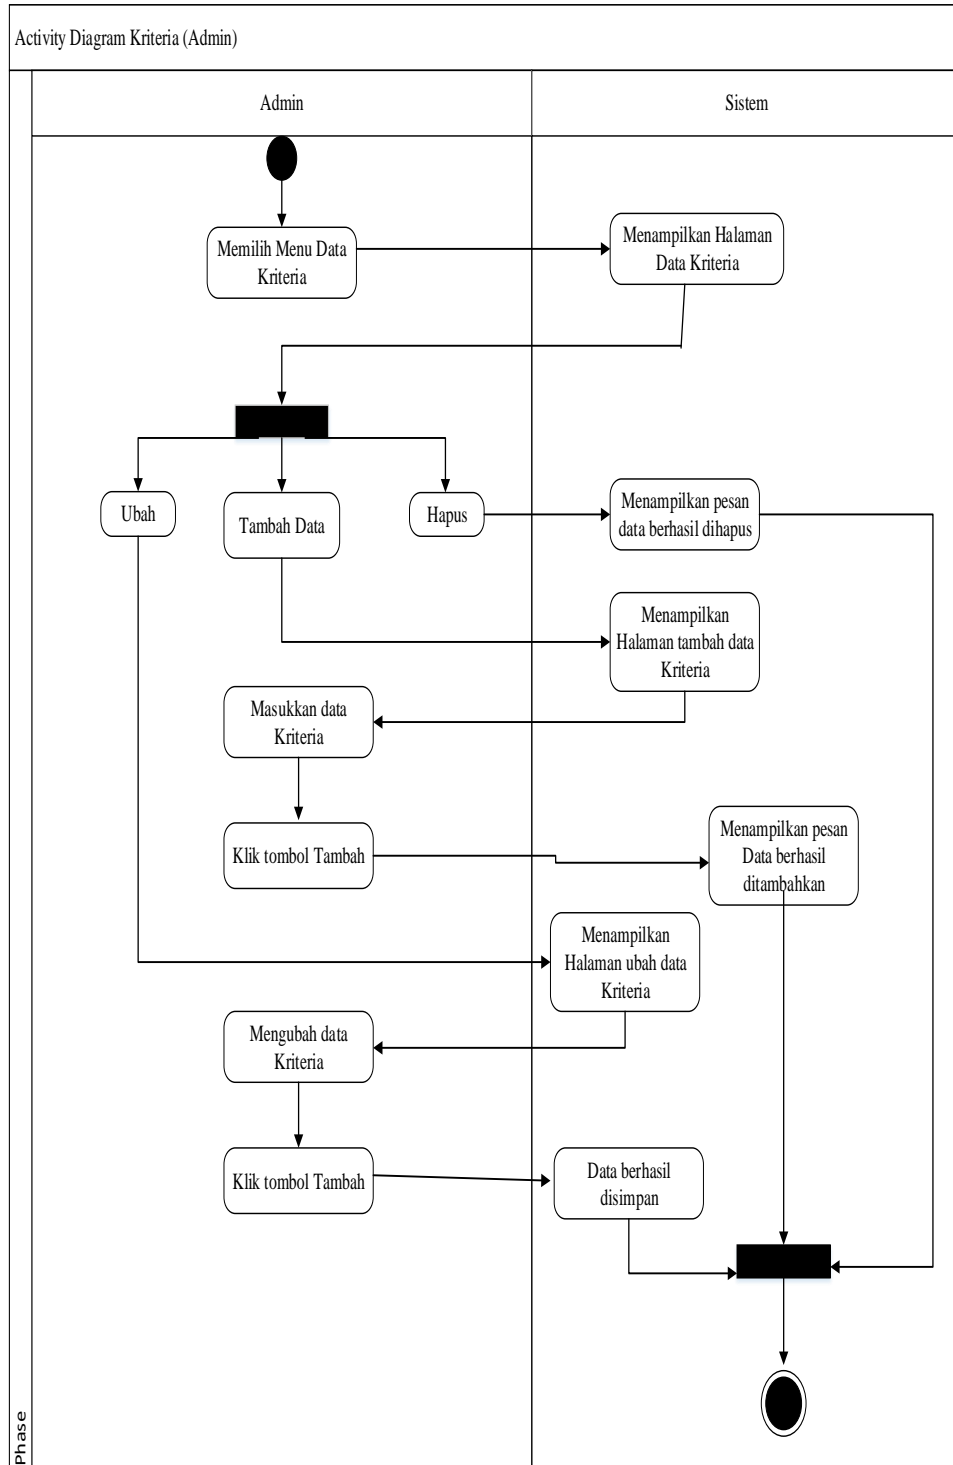 Activity Diagram Kriteria (Admin)
Admin
Sistem
Memilih Menu Data
Kriteria
Menampilkan Halaman
Data Kriteria
Ubah
Tambah Data
Hapus
Menampilkan pesan
data berhasil dihapus
Menampilkan
Halaman tambah data
Kriteria
Masukkan data
Kriteria
Klik tombol Tambah
Menampilkan pesan
Data berhasil
ditambahkan
Menampilkan
Halaman ubah data
Kriteria
Mengubah data
Kriteria
Klik tombol Tambah
Data berhasil
disimpan
Phase